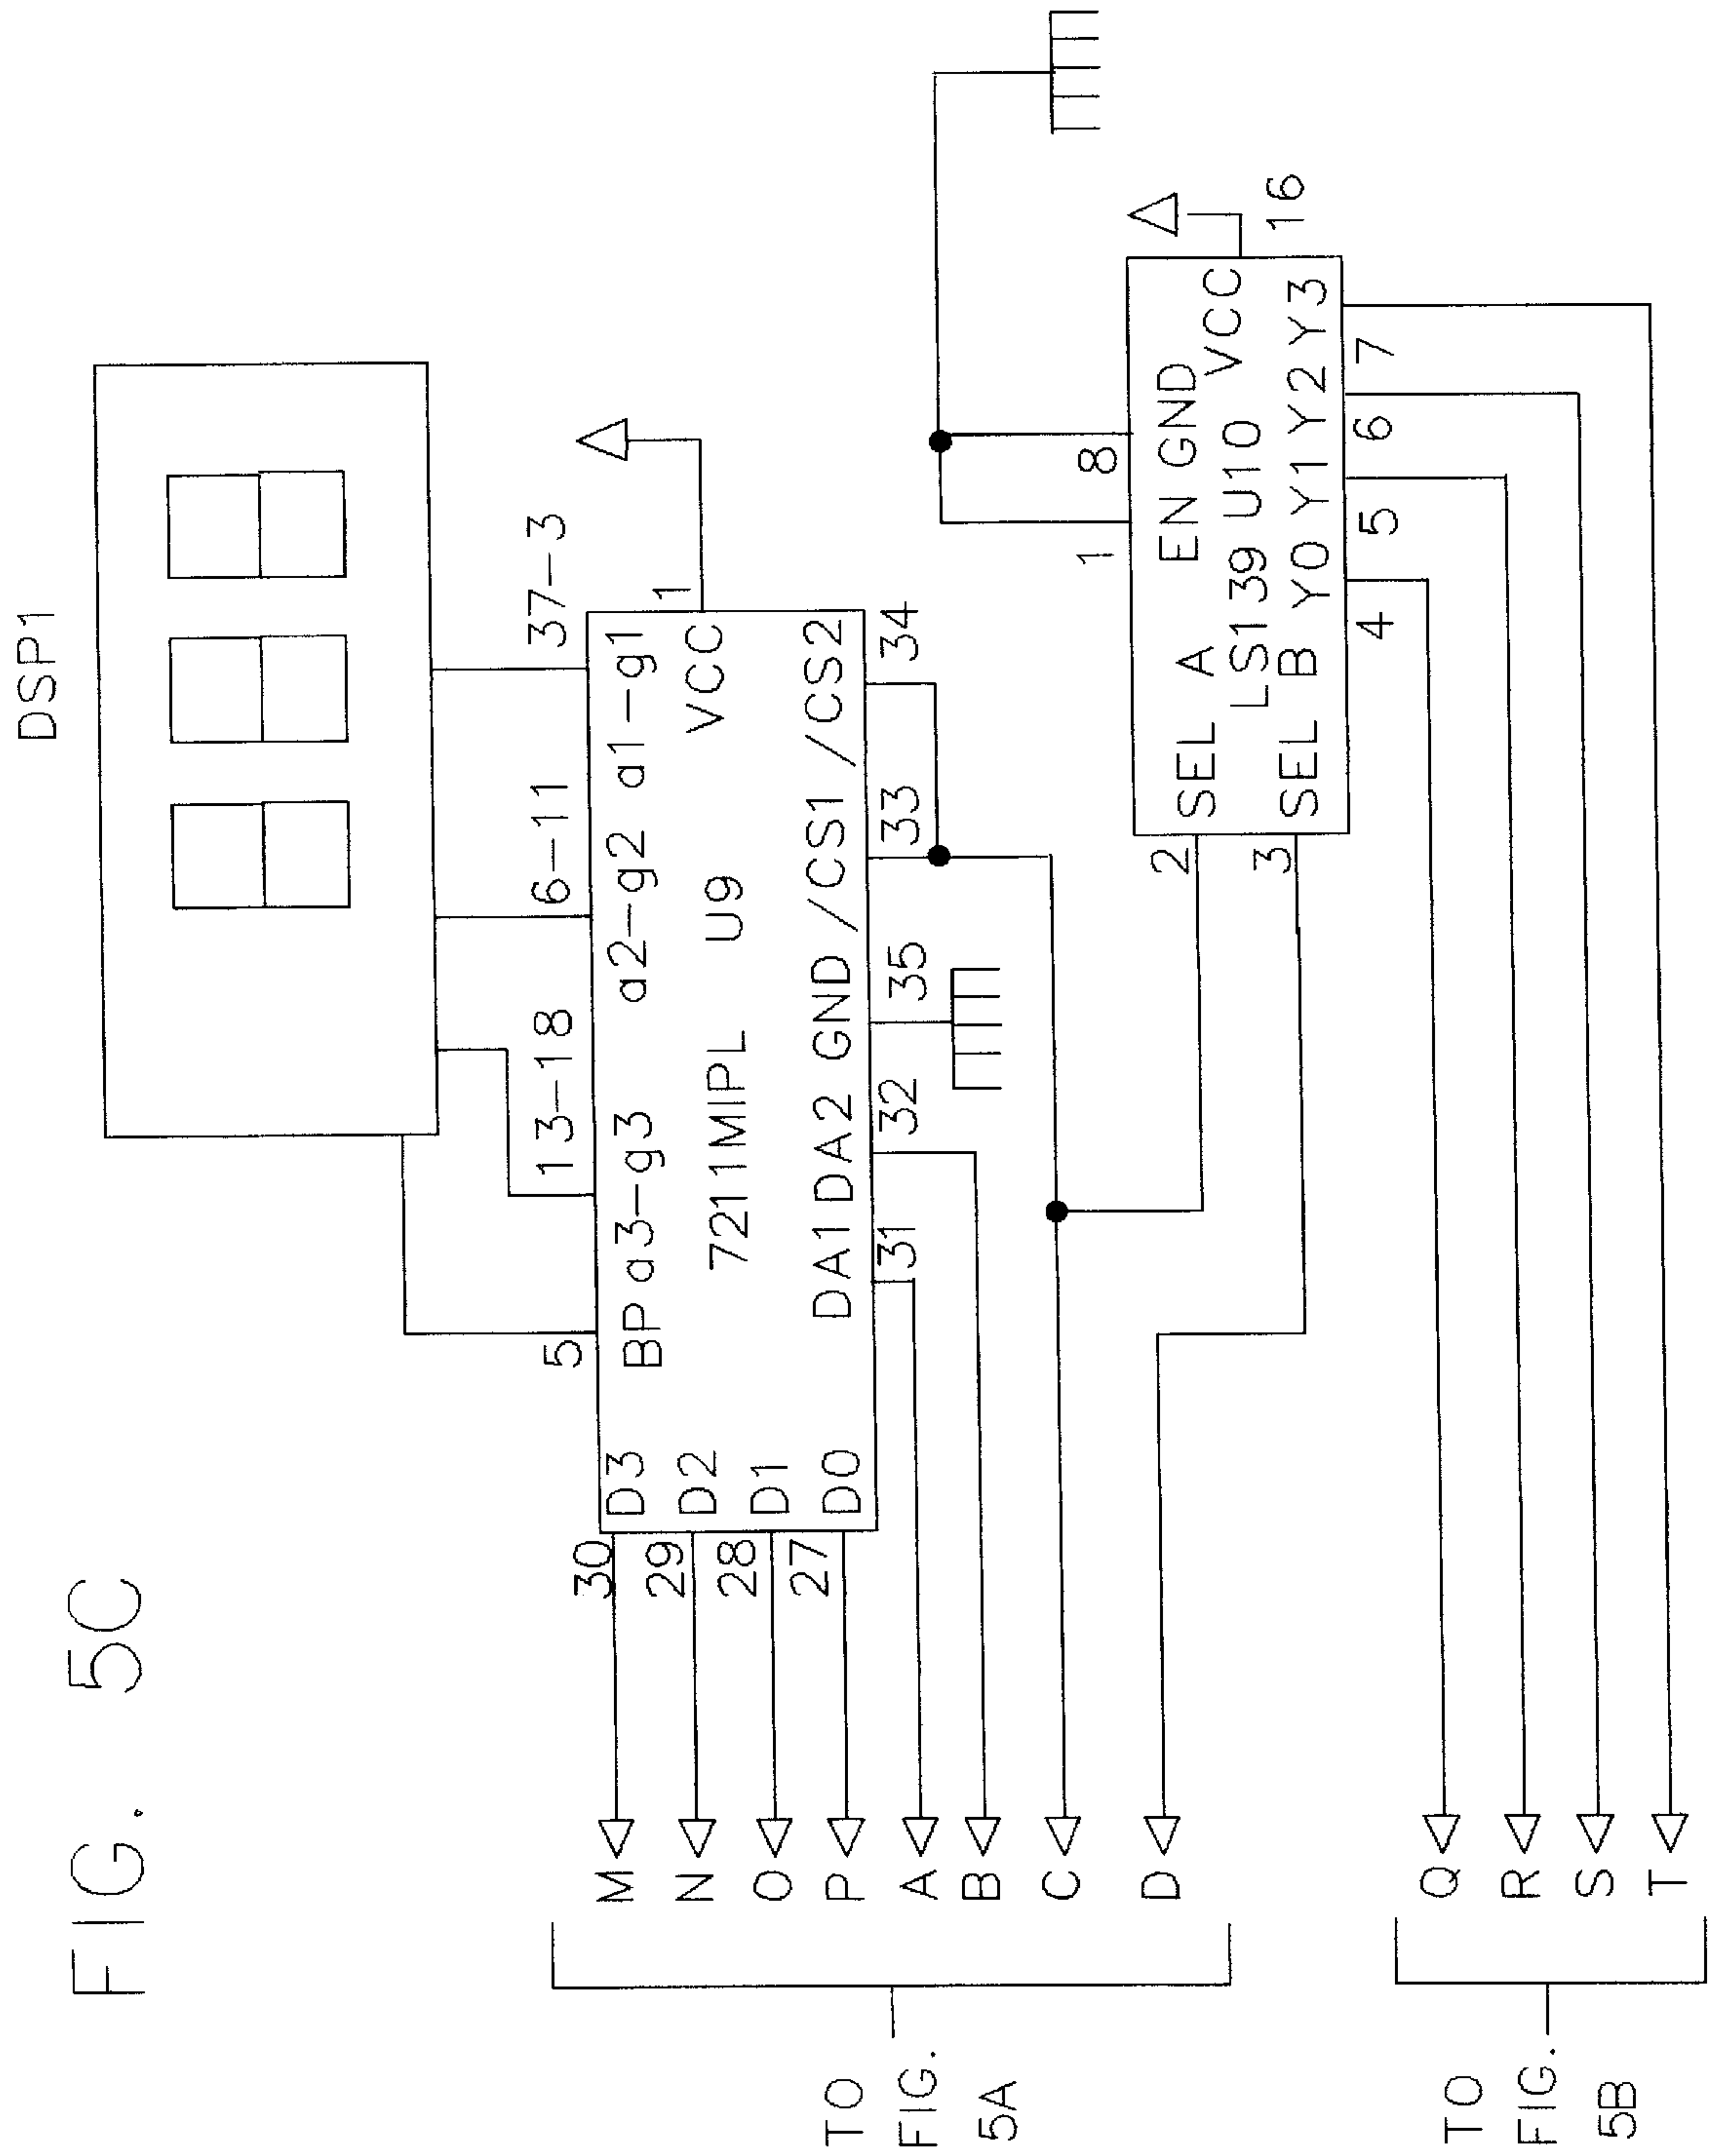 FIG. 5C
DSP1
5
13-18
6-11
37-3
BP a3-g3 a2-g2 a1-g1
30 D3
29 D2
28 D1
27 D0
7211MIPL U9
VCC 1
DA1 DA2 GND /CS1 /CS2
31
32
35
33
34
M
N
O
P
A
B
C
D
TO
FIG.
5A
1
8
EN GND
2 SEL A
LS139 U10
VCC
16
3 SEL B Y0 Y1 Y2 Y3
4
5
6
7
Q
R
S
T
TO
FIG.
5B